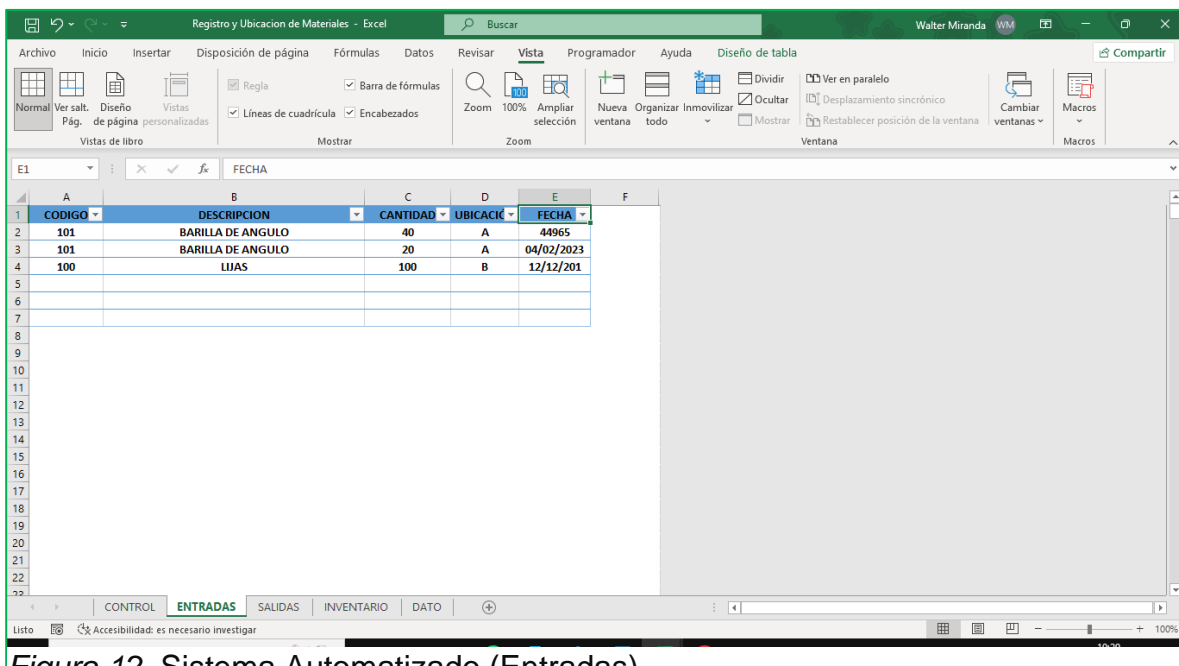 Registro y Ubicacion de Materiales - Excel
Buscar
Walter Miranda WM
Archivo Inicio Insertar Disposición de página Fórmulas Datos Revisar Vista Programador Ayuda Diseño de tabla Compartir
Normal Ver salt. Pág. Diseño de página Vistas personalizadas
Regla Barra de fórmulas
Líneas de cuadrícula Encabezados
Zoom 100% Ampliar selección
Nueva ventana Organizar todo Inmovilizar
Dividir
Ocultar
Mostrar
Ver en paralelo
Desplazamiento sincrónico
Restablecer posición de la ventana
Cambiar ventanas
Macros
Vistas de libro Mostrar Zoom Ventana Macros
E1 fx FECHA
A B C D E F
1 CODIGO DESCRIPCION CANTIDAD UBICACIÓ FECHA
2 101 BARILLA DE ANGULO 40 A 44965
3 101 BARILLA DE ANGULO 20 A 04/02/2023
4 100 LIJAS 100 B 12/12/201
5
6
7
8
9
10
11
12
13
14
15
16
17
18
19
20
21
22
CONTROL ENTRADAS SALIDAS INVENTARIO DATO
Listo Accesibilidad: es necesario investigar 100%
Figura 12. Sistema Automatizado (Entradas)